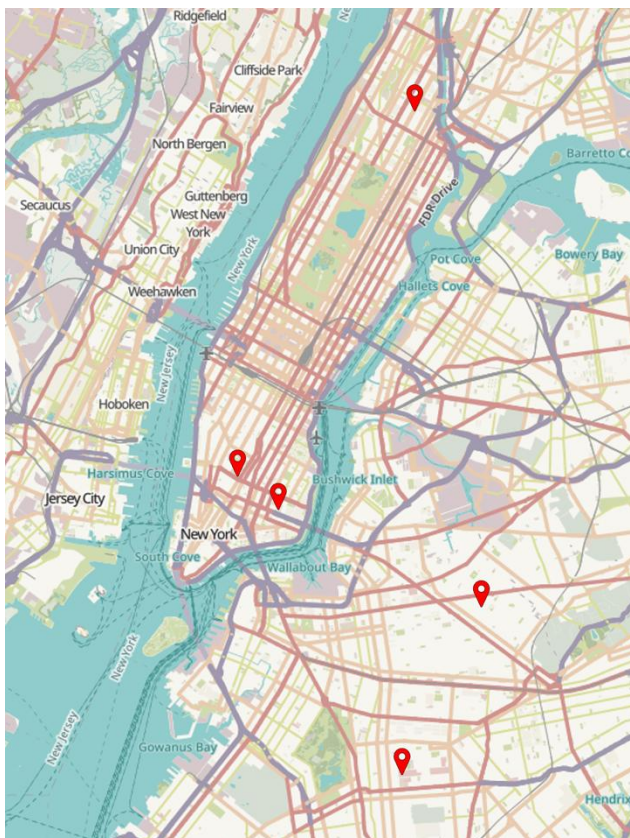 Ridgefield
Cliffside Park
Fairview
North Bergen
Barretto
Guttenberg
Secaucus
West New
York
FDR Drive
Union City
New York
Pot Cove
Bowery Bay
Hallets Cove
Weehawken
New Jersey
Hoboken
Harsimus Cove
Bushwick Inlet
Jersey City
New York
South Cove
Wallabout Bay
New York
New Jersey
Gowanus Bay
Hendrix